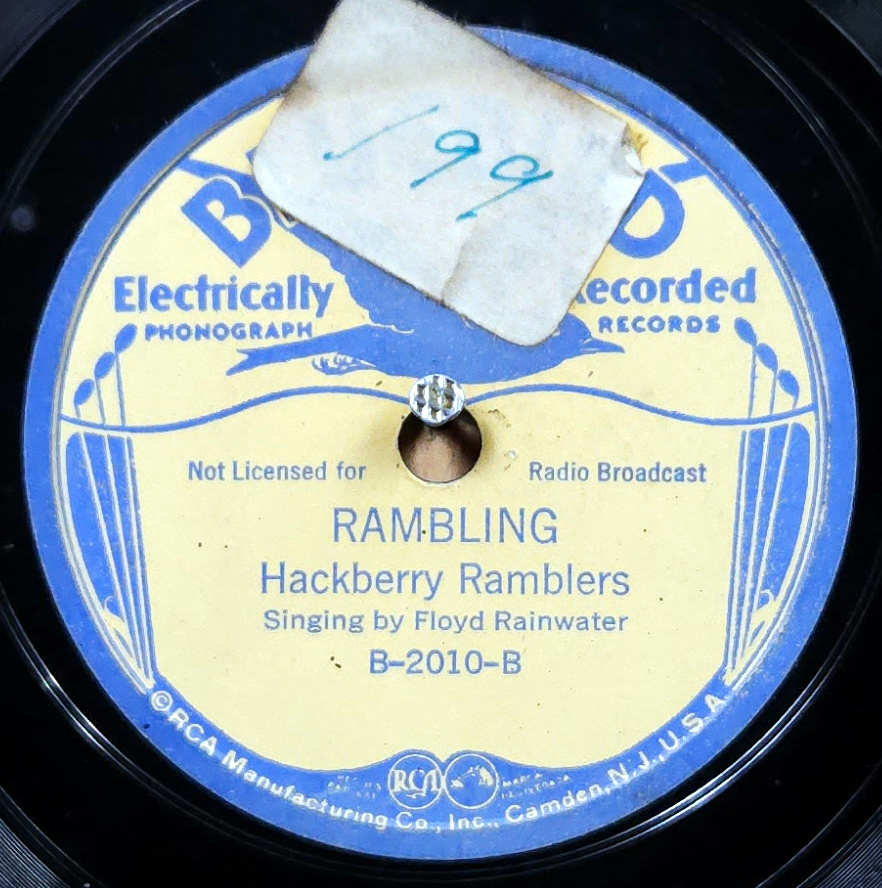 199
B D
Electrically ecorded
PHONOGRAPH RECORDS
Not Licensed for Radio Broadcast
RAMBLING
Hackberry Ramblers
Singing by Floyd Rainwater
B-2010-B
RCA
©RCA Manufacturing Co., Inc., Camden, N.J., U.S.A.